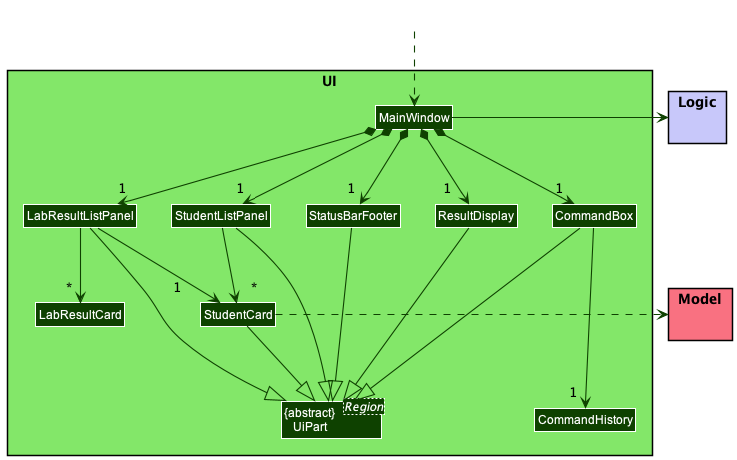 UI
MainWindow
Logic
1
1
1
1
1
LabResultListPanel
StudentListPanel
StatusBarFooter
ResultDisplay
CommandBox
*
1
*
LabResultCard
StudentCard
Model
1
{abstract}
UiPart
Region
CommandHistory